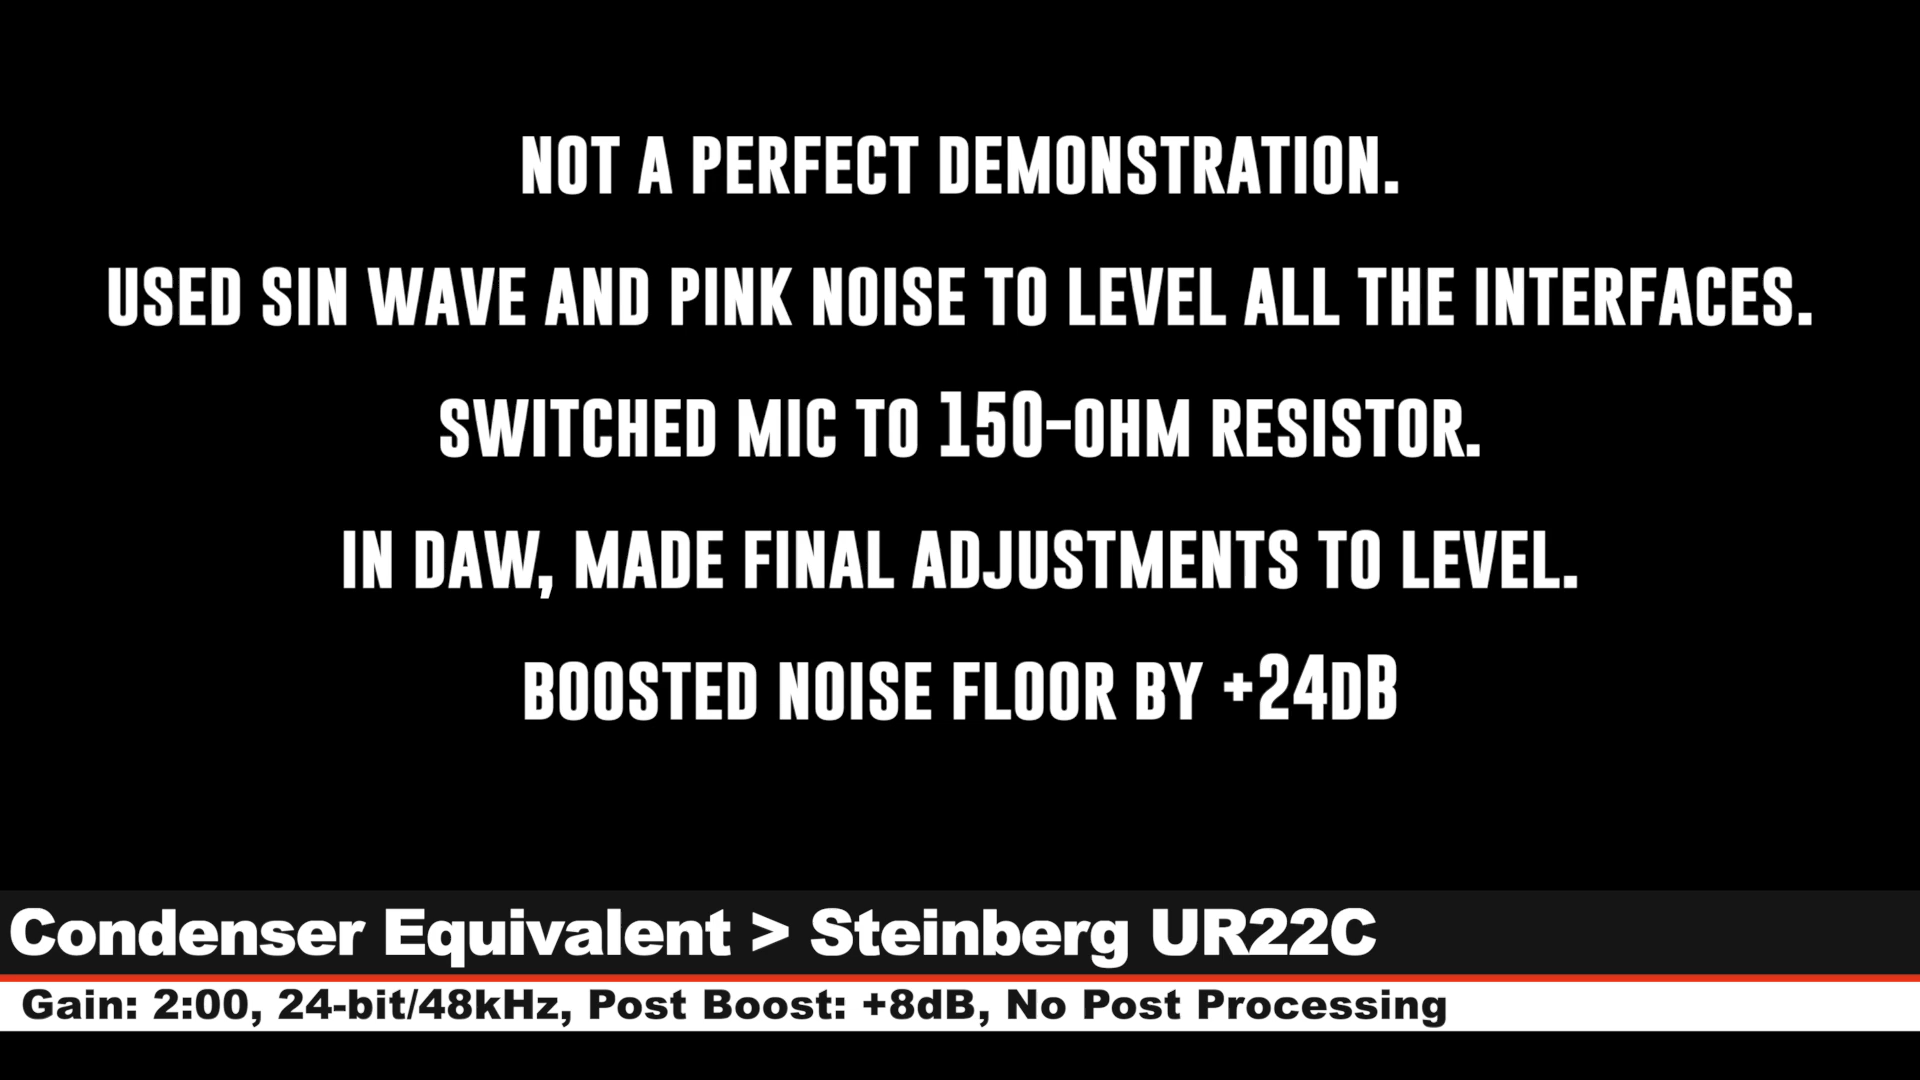 NOT A PERFECT DEMONSTRATION.
USED SIN WAVE AND PINK NOISE TO LEVEL ALL THE INTERFACES.
SWITCHED MIC TO 150-OHM RESISTOR.
IN DAW, MADE FINAL ADJUSTMENTS TO LEVEL.
BOOSTED NOISE FLOOR BY +24DB
Condenser Equivalent > Steinberg UR22C
Gain: 2:00, 24-bit/48kHz, Post Boost: +8dB, No Post Processing